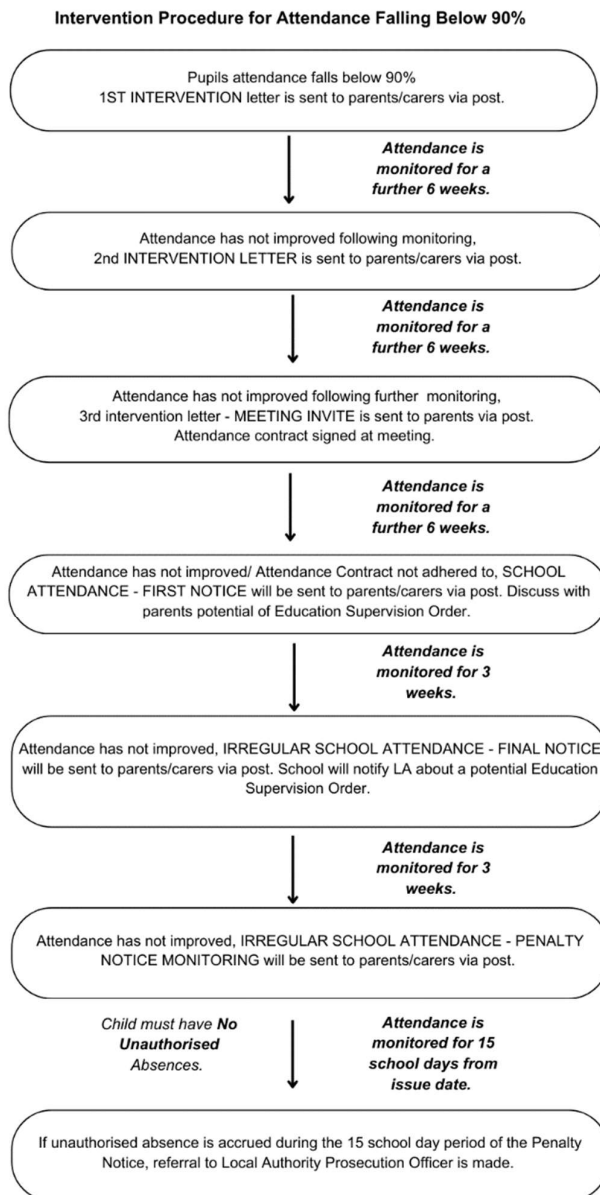 Intervention Procedure for Attendance Falling Below 90%
Pupils attendance falls below 90%
1ST INTERVENTION letter is sent to parents/carers via post.
Attendance is
monitored for a
further 6 weeks.
Attendance has not improved following monitoring,
2nd INTERVENTION LETTER is sent to parents/carers via post.
Attendance is
monitored for a
further 6 weeks.
Attendance has not improved following further monitoring,
3rd intervention letter - MEETING INVITE is sent to parents via post.
Attendance contract signed at meeting.
Attendance is
monitored for a
further 6 weeks.
Attendance has not improved/ Attendance Contract not adhered to, SCHOOL
ATTENDANCE - FIRST NOTICE will be sent to parents/carers via post. Discuss with
parents potential of Education Supervision Order.
Attendance is
monitored for 3
weeks.
Attendance has not improved, IRREGULAR SCHOOL ATTENDANCE - FINAL NOTICE
will be sent to parents/carers via post. School will notify LA about a potential Education
Supervision Order.
Attendance is
monitored for 3
weeks.
Attendance has not improved, IRREGULAR SCHOOL ATTENDANCE - PENALTY
NOTICE MONITORING will be sent to parents/carers via post.
Child must have No
Unauthorised
Absences.
Attendance is
monitored for 15
school days from
issue date.
If unauthorised absence is accrued during the 15 school day period of the Penalty
Notice, referral to Local Authority Prosecution Officer is made.